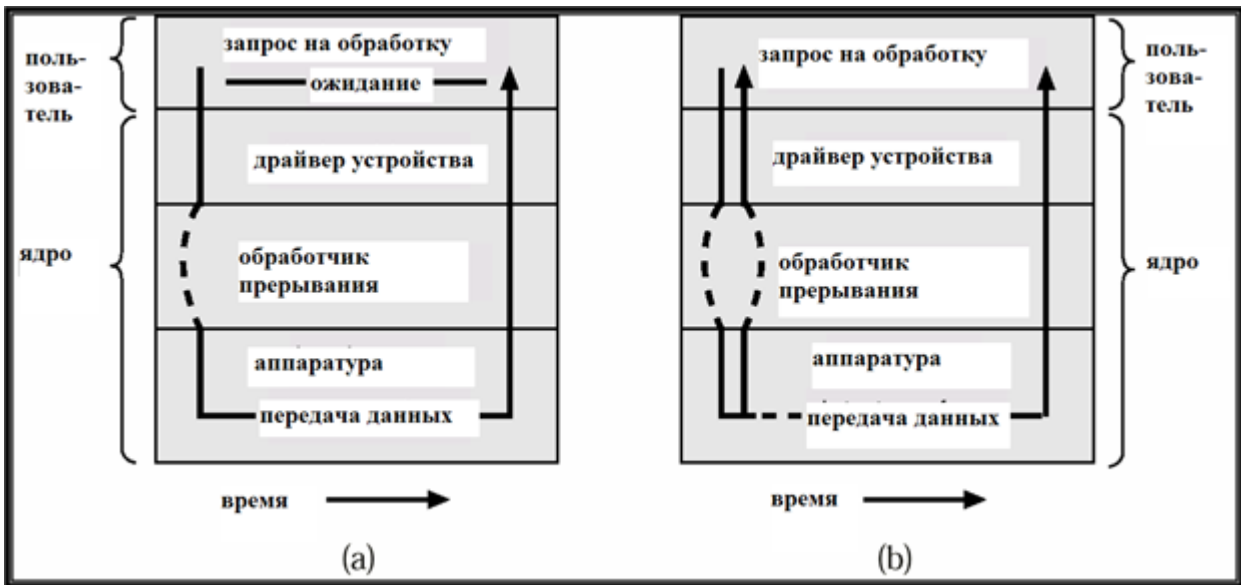 поль-
зова-
тель
ядро
запрос на обработку
ожидание
драйвер устройства
обработчик
прерывания
аппаратура
передача данных
время
(a)
запрос на обработку
драйвер устройства
обработчик
прерывания
аппаратура
передача данных
время
(b)
поль-
зова-
тель
ядро